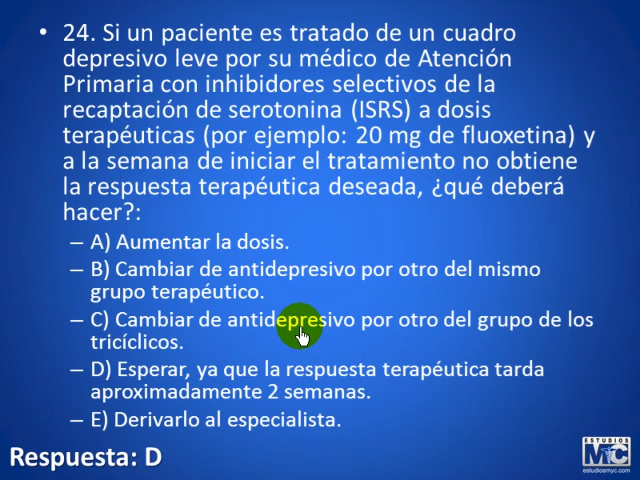 • 24. Si un paciente es tratado de un cuadro
depresivo leve por su médico de Atención
Primaria con inhibidores selectivos de la
recaptación de serotonina (ISRS) a dosis
terapéuticas (por ejemplo: 20 mg de fluoxetina) y
a la semana de iniciar el tratamiento no obtiene
la respuesta terapéutica deseada, ¿qué deberá
hacer?:
– A) Aumentar la dosis.
– B) Cambiar de antidepresivo por otro del mismo
grupo terapéutico.
– C) Cambiar de antidepresivo por otro del grupo de los
tricíclicos.
– D) Esperar, ya que la respuesta terapéutica tarda
aproximadamente 2 semanas.
– E) Derivarlo al especialista.
Respuesta: D
ESTUDIOS
MyC
estudiosmyc.com